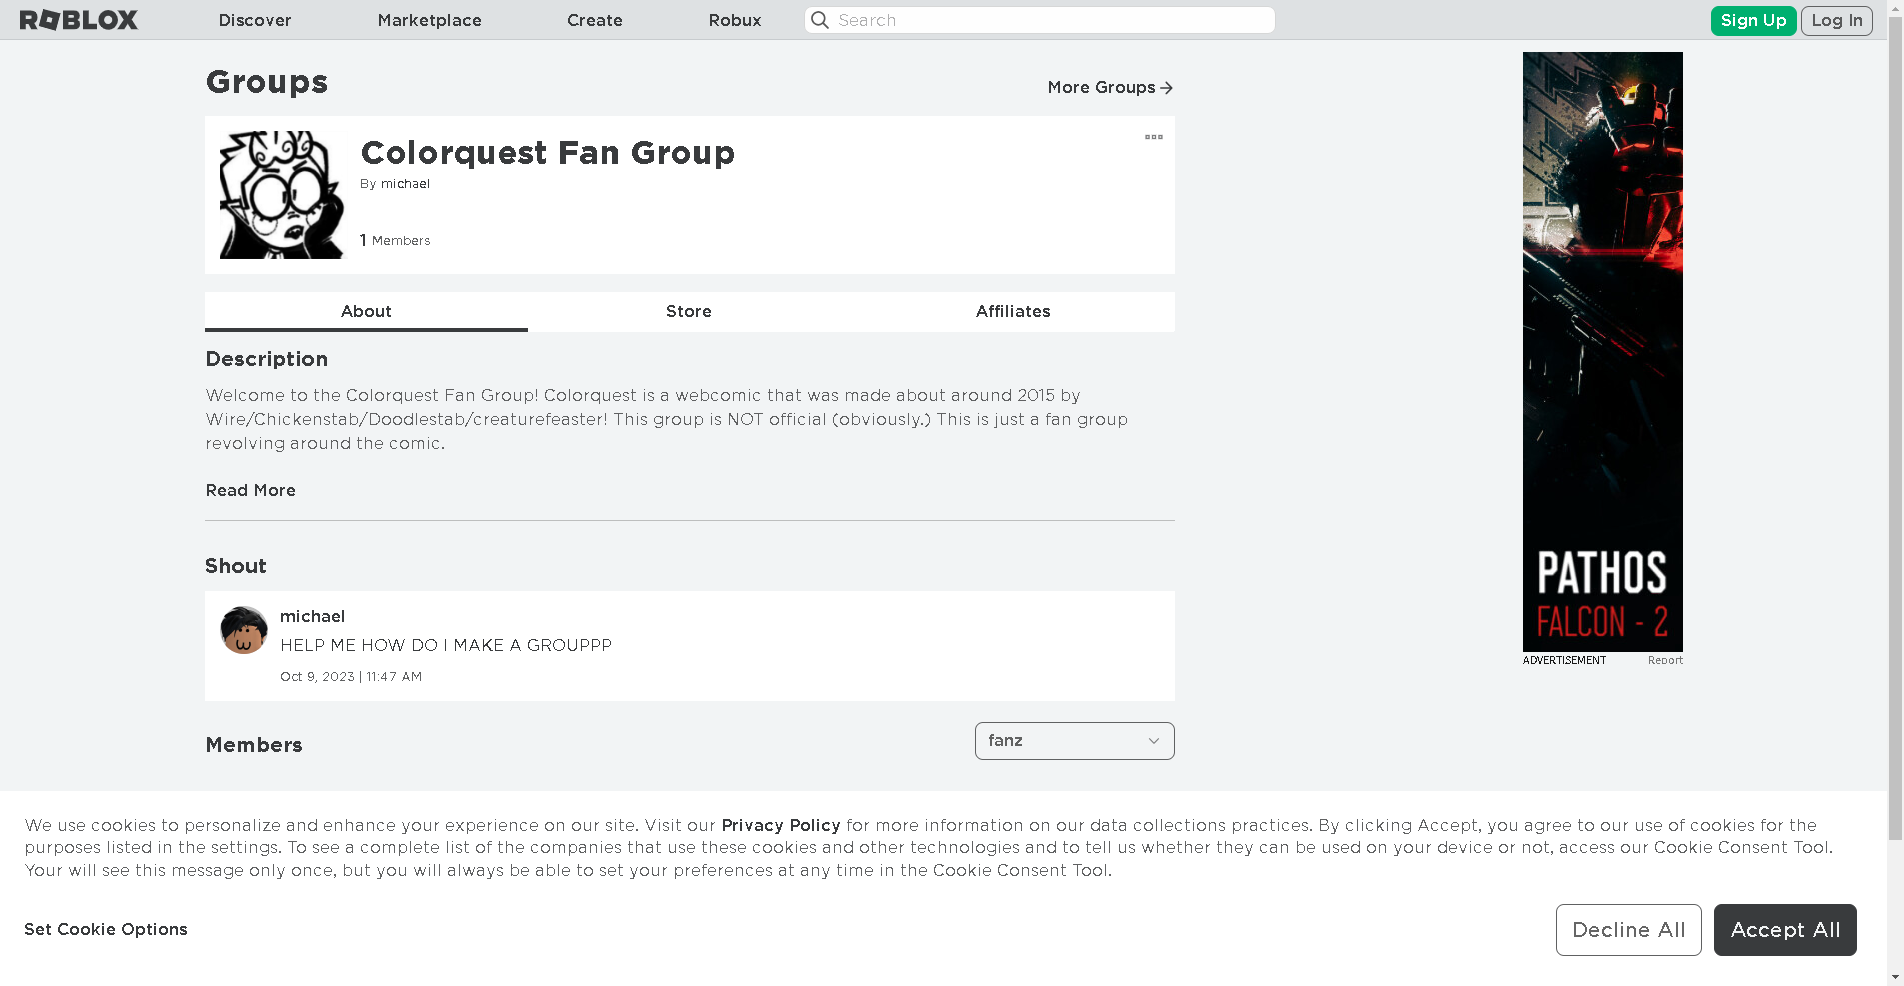 ROBLOX Discover Marketplace Create Robux Search Sign Up Log In
Groups
More Groups
Colorquest Fan Group
By michael
1 Members
About Store Affiliates
Description
Welcome to the Colorquest Fan Group! Colorquest is a webcomic that was made about around 2015 by
Wire/Chickenstab/Doodlestab/creaturefeaster! This group is NOT official (obviously.) This is just a fan group
revolving around the comic.
Read More
Shout
michael
HELP ME HOW DO I MAKE A GROUPPP
Oct 9, 2023 | 11:47 AM
Members
fanz
PATHOS
FALCON - 2
ADVERTISEMENT Report
We use cookies to personalize and enhance your experience on our site. Visit our Privacy Policy for more information on our data collections practices. By clicking Accept, you agree to our use of cookies for the
purposes listed in the settings. To see a complete list of the companies that use these cookies and other technologies and to tell us whether they can be used on your device or not, access our Cookie Consent Tool.
Your will see this message only once, but you will always be able to set your preferences at any time in the Cookie Consent Tool.
Set Cookie Options
Decline All
Accept All